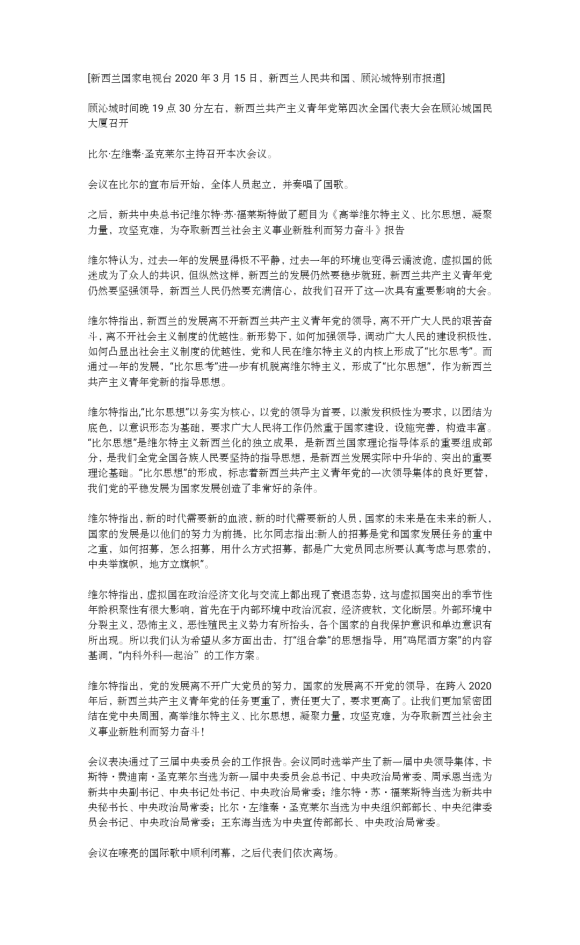 [新西兰国家电视台 2020 年 3 月 15 日，新西兰人民共和国、顾沁城特别市报道]
顾沁城时间晚 19 点 30 分左右，新西兰共产主义青年党第四次全国代表大会在顾沁城国民
大厦召开
比尔·左维秦·圣克莱尔主持召开本次会议。
会议在比尔的宣布后开始，全体人员起立，并奏唱了国歌。
之后，新共中央总书记维尔特·苏·福莱斯特做了题目为《高举维尔特主义、比尔思想，凝聚
力量，攻坚克难，为夺取新西兰社会主义事业新胜利而努力奋斗》报告
维尔特认为，过去一年的发展显得极不平静，过去一年的环境也变得云谲波诡，虚拟国的低
迷成为了众人的共识，但纵然这样，新西兰的发展仍然要稳步就班，新西兰共产主义青年党
仍然要坚强领导，新西兰人民仍然要充满信心，故我们召开了这一次具有重要影响的大会。
维尔特指出，新西兰的发展离不开新西兰共产主义青年党的领导，离不开广大人民的艰苦奋
斗，离不开社会主义制度的优越性。新形势下，如何加强领导，调动广大人民的建设积极性，
如何凸显出社会主义制度的优越性，党和人民在维尔特主义的内核上形成了“比尔思考”。而
通过一年的发展，“比尔思考”进一步有机脱离维尔特主义，形成了“比尔思想”，作为新西兰
共产主义青年党新的指导思想。
维尔特指出，“比尔思想”以务实为核心，以党的领导为首要，以激发积极性为要求，以团结为
底色，以意识形态为基础，要求广大人民将工作仍然重于国家建设，设施完善，构造丰富。
“比尔思想”是维尔特主义新西兰化的独立成果，是新西兰国家理论指导体系的重要组成部
分，是我们全党全国各族人民要坚持的指导思想，是新西兰发展实际中升华的、突出的重要
理论基础。“比尔思想”的形成，标志着新西兰共产主义青年党的一次领导集体的良好更替，
我们党的平稳发展为国家发展创造了非常好的条件。
维尔特指出，新的时代需要新的血液，新的时代需要新的人员，国家的未来是在未来的新人，
国家的发展是以他们的努力为前提，比尔同志指出:新人的招募是党和国家发展任务的重中
之重，如何招募，怎么招募，用什么方式招募，都是广大党员同志所要认真考虑与思索的，
中央举旗帜，地方立旗帜”。
维尔特指出，虚拟国在政治经济文化与交流上都出现了衰退态势，这与虚拟国突出的季节性
年龄积聚性有很大影响，首先在于内部环境中政治沉寂，经济疲软，文化断层。外部环境中
分裂主义，恐怖主义，恶性殖民主义势力有所抬头，各个国家的自我保护意识和单边意识有
所出现。所以我们认为希望从多方面出击，打“组合拳”的思想指导，用“鸡尾酒方案”的内容
基调，“内科外科一起治”的工作方案。
维尔特指出，党的发展离不开广大党员的努力，国家的发展离不开党的领导，在跨入 2020
年后，新西兰共产主义青年党的任务更重了，责任更大了，要求更高了。让我们更加紧密团
结在党中央周围，高举维尔特主义、比尔思想，凝聚力量，攻坚克难，为夺取新西兰社会主
义事业新胜利而努力奋斗！
会议表决通过了三届中央委员会的工作报告。会议同时选举产生了新一届中央领导集体，卡
斯特·费迪南·圣克莱尔当选为新一届中央委员会总书记、中央政治局常委、周承恩当选为
新共中央副书记、中央书记处书记、中央政治局常委；维尔特·苏·福莱斯特当选为新共中
央秘书长、中央政治局常委；比尔·左维秦·圣克莱尔当选为中央组织部部长、中央纪律委
员会书记、中央政治局常委；王东海当选为中央宣传部部长、中央政治局常委。
会议在嘹亮的国际歌中顺利闭幕，之后代表们依次离场。